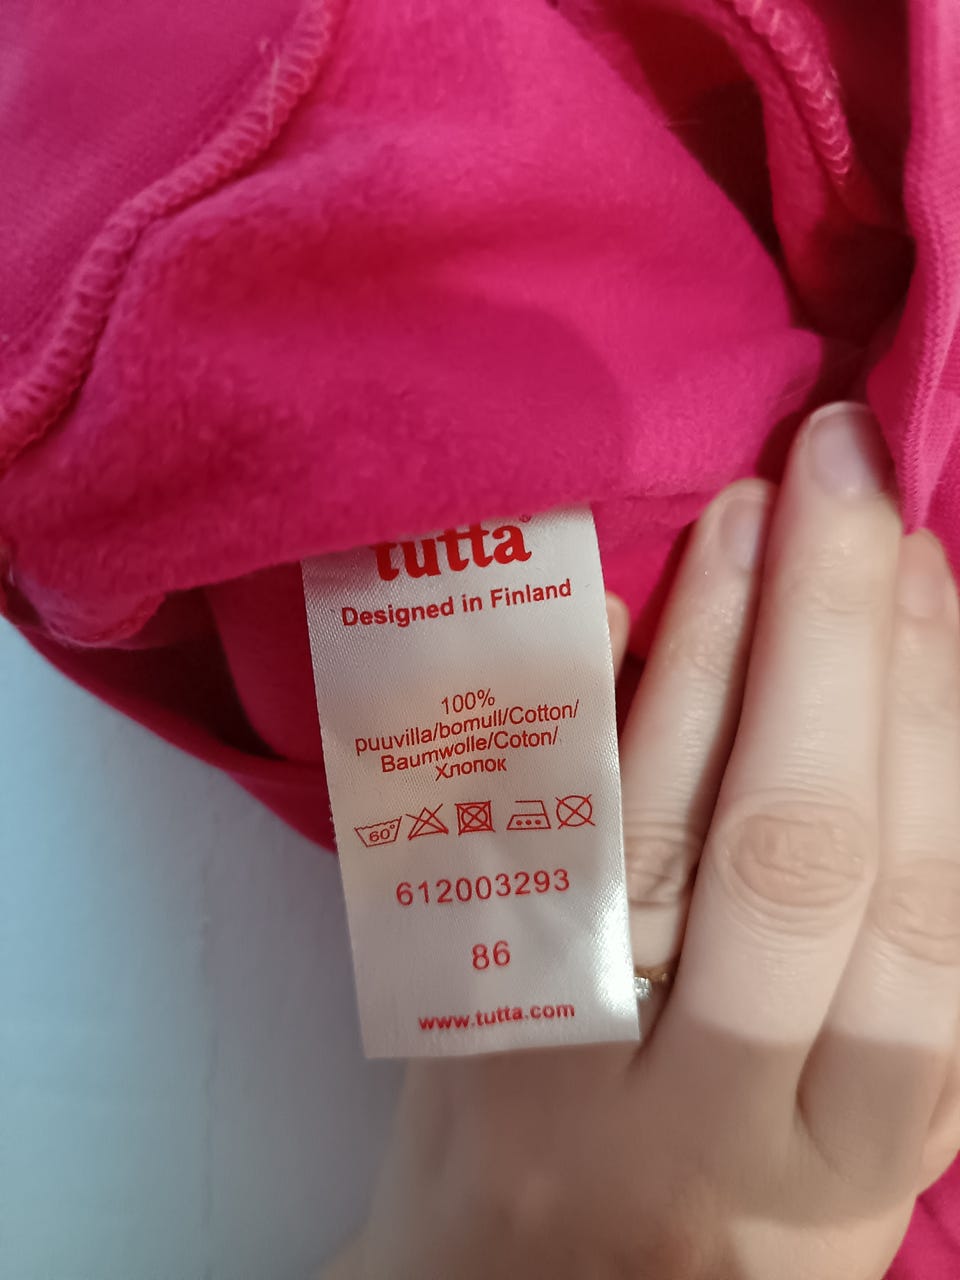 tutta®
Designed in Finland
100%
puuvilla/bomull/Cotton/
Baumwolle/Coton/
Хлопок
60°
612003293
86
www.tutta.com